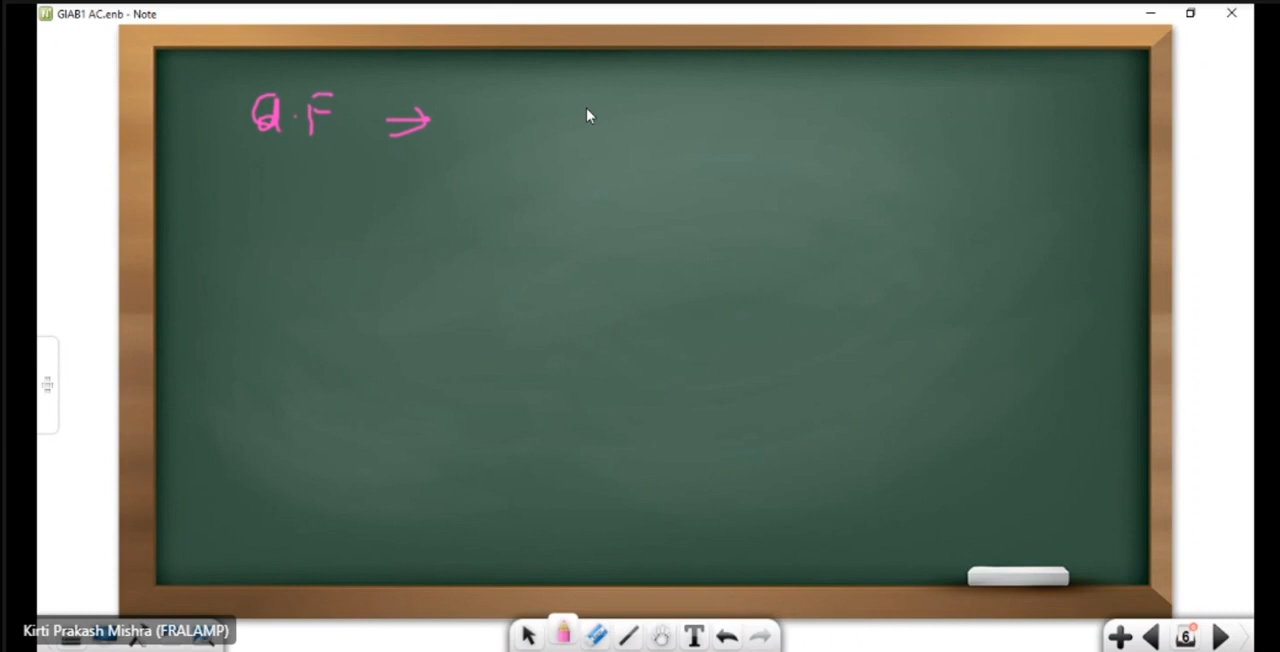 GIAB1 AC.enb - Note
Q.F →
Kirti Prakash Mishra (FRALAMP)
T
6